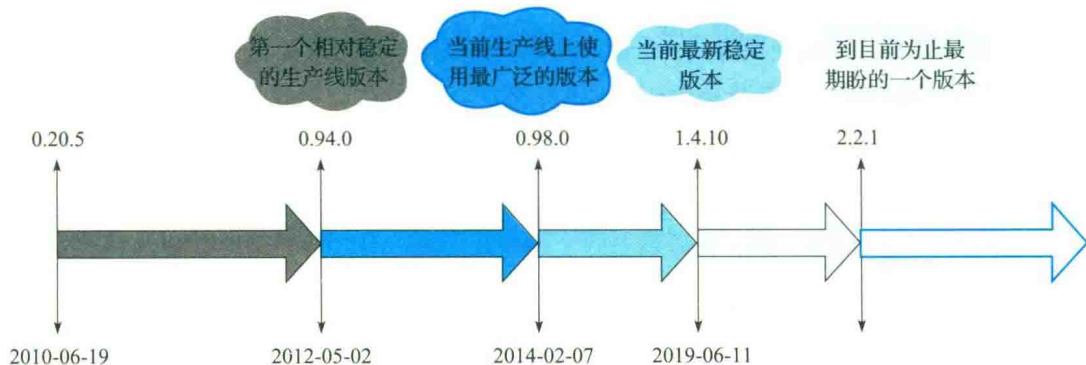 第一个相对稳定
的生产线版本
当前生产线上使
用最广泛的版本
当前最新稳定
版本
到目前为止最
期盼的一个版本
0.20.5
0.94.0
0.98.0
1.4.10
2.2.1
2010-06-19
2012-05-02
2014-02-07
2019-06-11